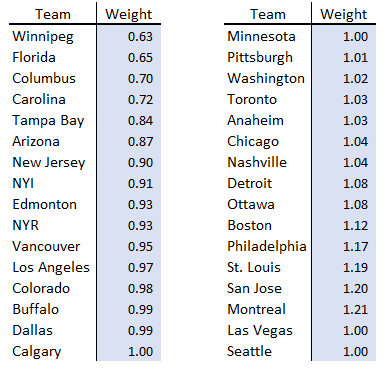 Team Weight Team Weight
Winnipeg 0.63 Minnesota 1.00
Florida 0.65 Pittsburgh 1.01
Columbus 0.70 Washington 1.02
Carolina 0.72 Toronto 1.03
Tampa Bay 0.84 Anaheim 1.03
Arizona 0.87 Chicago 1.04
New Jersey 0.90 Nashville 1.04
NYI 0.91 Detroit 1.08
Edmonton 0.93 Ottawa 1.08
NYR 0.93 Boston 1.12
Vancouver 0.95 Philadelphia 1.17
Los Angeles 0.97 St. Louis 1.19
Colorado 0.98 San Jose 1.20
Buffalo 0.99 Montreal 1.21
Dallas 0.99 Las Vegas 1.00
Calgary 1.00 Seattle 1.00